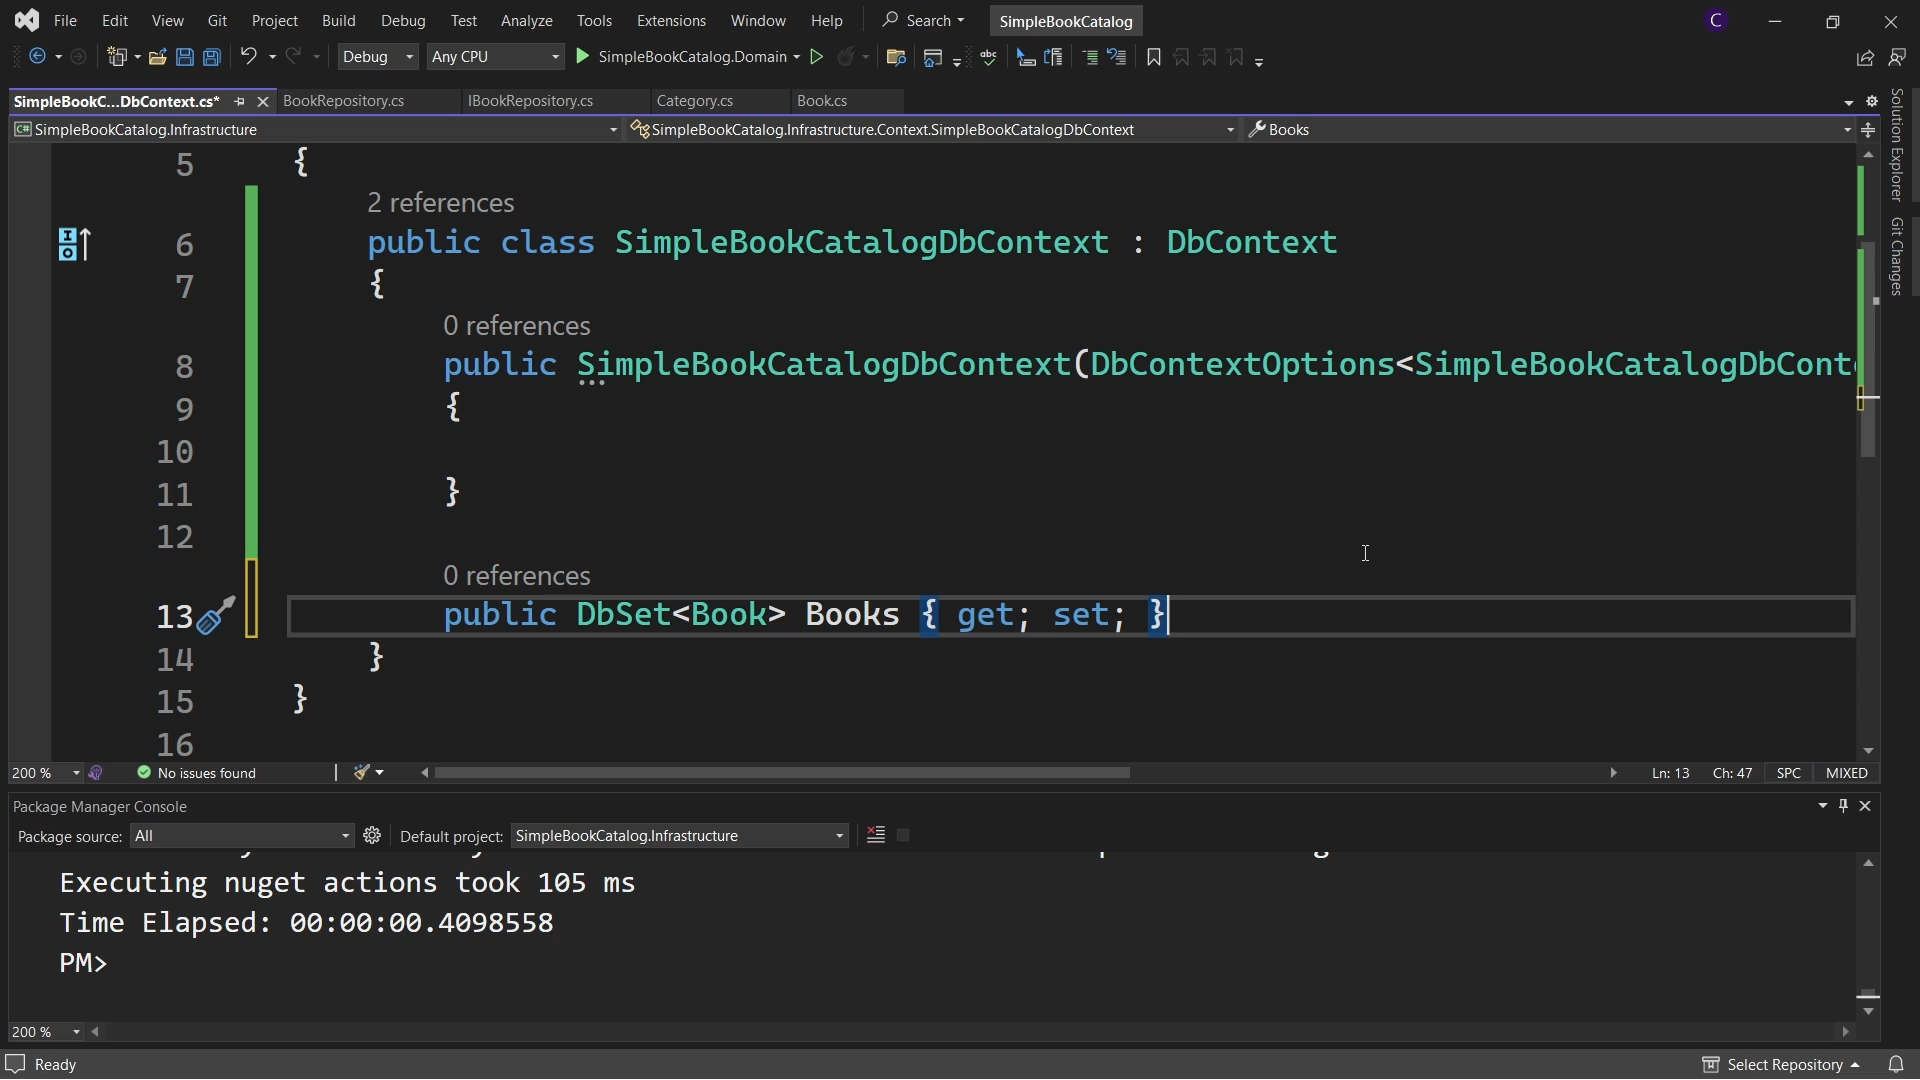 File Edit View Git Project Build Debug Test Analyze Tools Extensions Window Help Search SimpleBookCatalog C
Debug Any CPU SimpleBookCatalog.Domain abc
SimpleBookC...DbContext.cs* BookRepository.cs IBookRepository.cs Category.cs Book.cs
C# SimpleBookCatalog.Infrastructure SimpleBookCatalog.Infrastructure.Context.SimpleBookCatalogDbContext Books
Solution Explorer
Git Changes
5 {
2 references
6 public class SimpleBookCatalogDbContext : DbContext
7 {
0 references
8 public SimpleBookCatalogDbContext(DbContextOptions<SimpleBookCatalogDbConte
9 {
10
11 }
12
0 references
13 public DbSet<Book> Books { get; set; }
14 }
15 }
16
200 % No issues found Ln: 13 Ch: 47 SPC MIXED
Package Manager Console
Package source: All Default project: SimpleBookCatalog.Infrastructure
Executing nuget actions took 105 ms
Time Elapsed: 00:00:00.4098558
PM>
200 %
Ready Select Repository